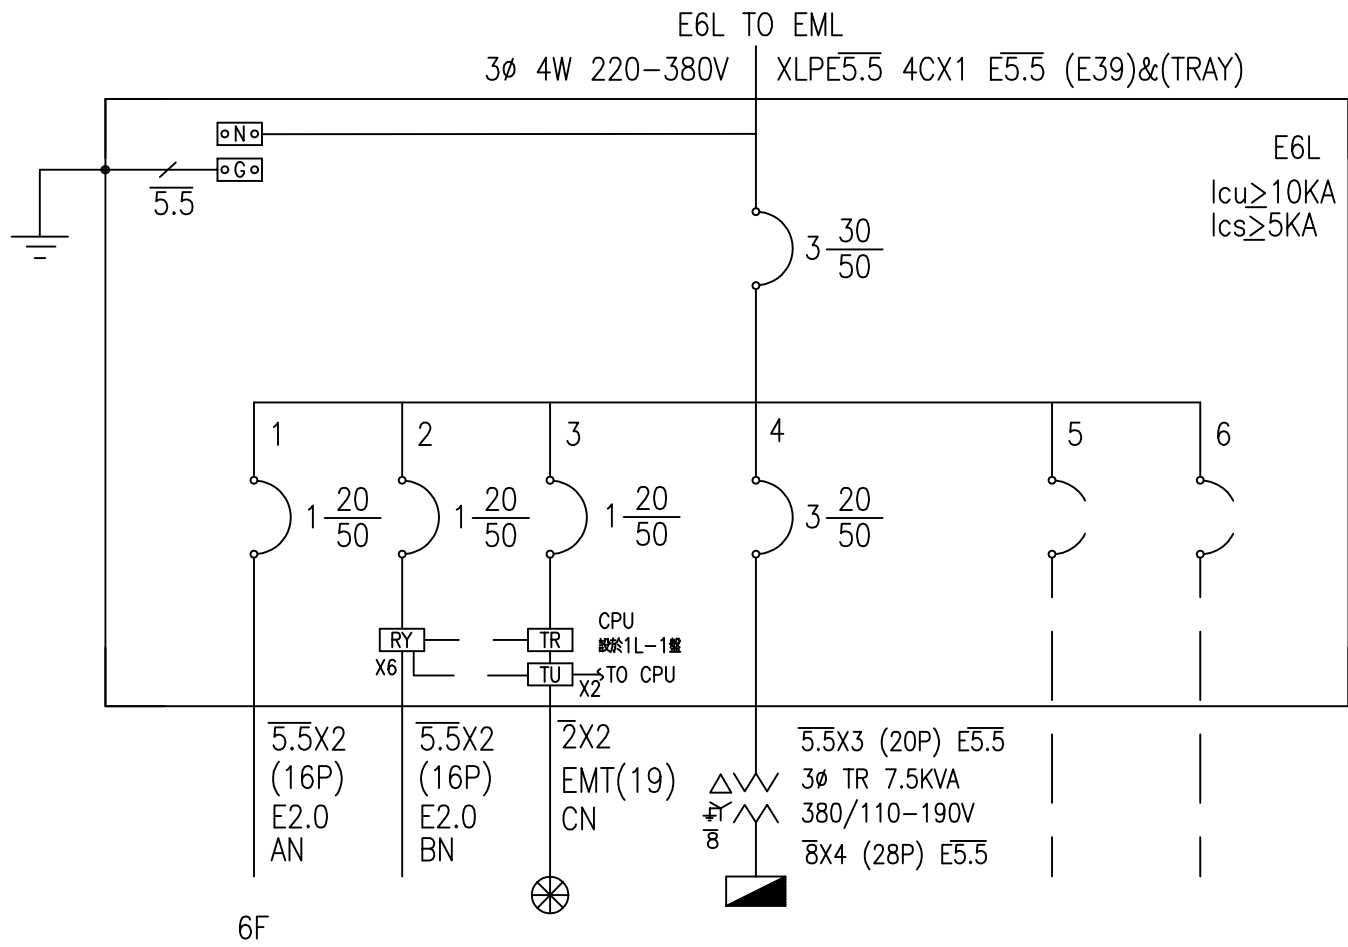 E6L TO EML
3ø 4W 220-380V XLPE5.5 4CX1 E5.5 (E39)&(TRAY)
N
G
5.5
E6L
Icu≥10KA
Ics≥5KA
3 30/50
1 2 3 4 5 6
1 20/50 1 20/50 1 20/50 3 20/50
RY
X6
TR
CPU
設於1L-1盤
TU
X2
TO CPU
5.5X2
(16P)
E2.0
AN
5.5X2
(16P)
E2.0
BN
2X2
EMT(19)
CN
5.5X3 (20P) E5.5
3ø TR 7.5KVA
380/110-190V
8
8X4 (28P) E5.5
6F